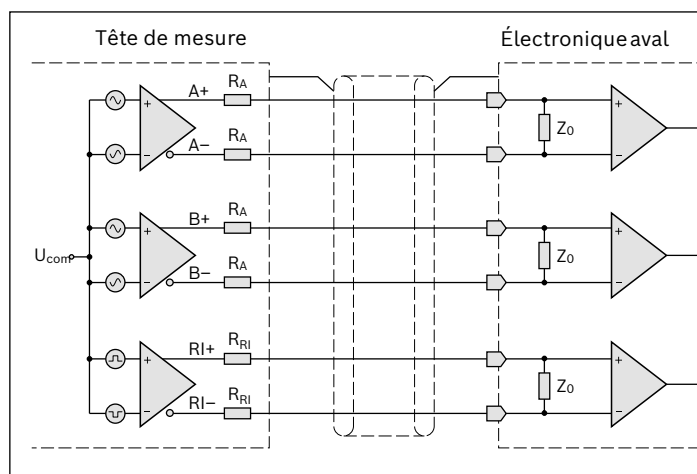 Tête de mesure
Électronique aval
A+
RA
A−
RA
Z0
B+
RA
Ucom
B−
RA
Z0
RI+
RRI
RI−
RRI
Z0